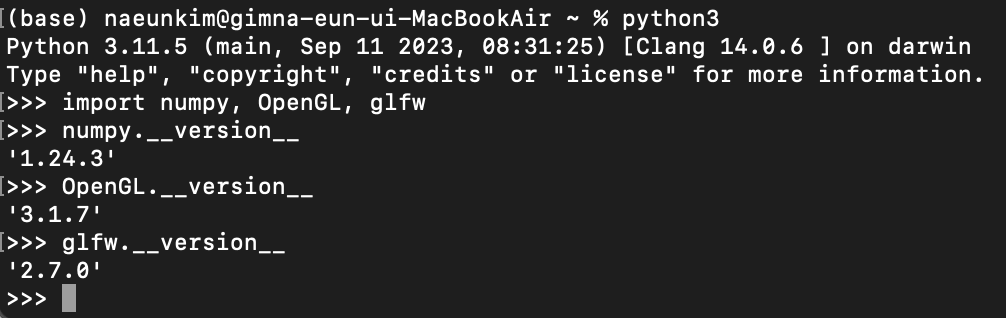 [(base) naeunkim@gimna-eun-ui-MacBookAir ~ % python3
Python 3.11.5 (main, Sep 11 2023, 08:31:25) [Clang 14.0.6 ] on darwin
Type "help", "copyright", "credits" or "license" for more information.
[>>> import numpy, OpenGL, glfw
[>>> numpy.__version__
'1.24.3'
[>>> OpenGL.__version__
'3.1.7'
[>>> glfw.__version__
'2.7.0'
>>>